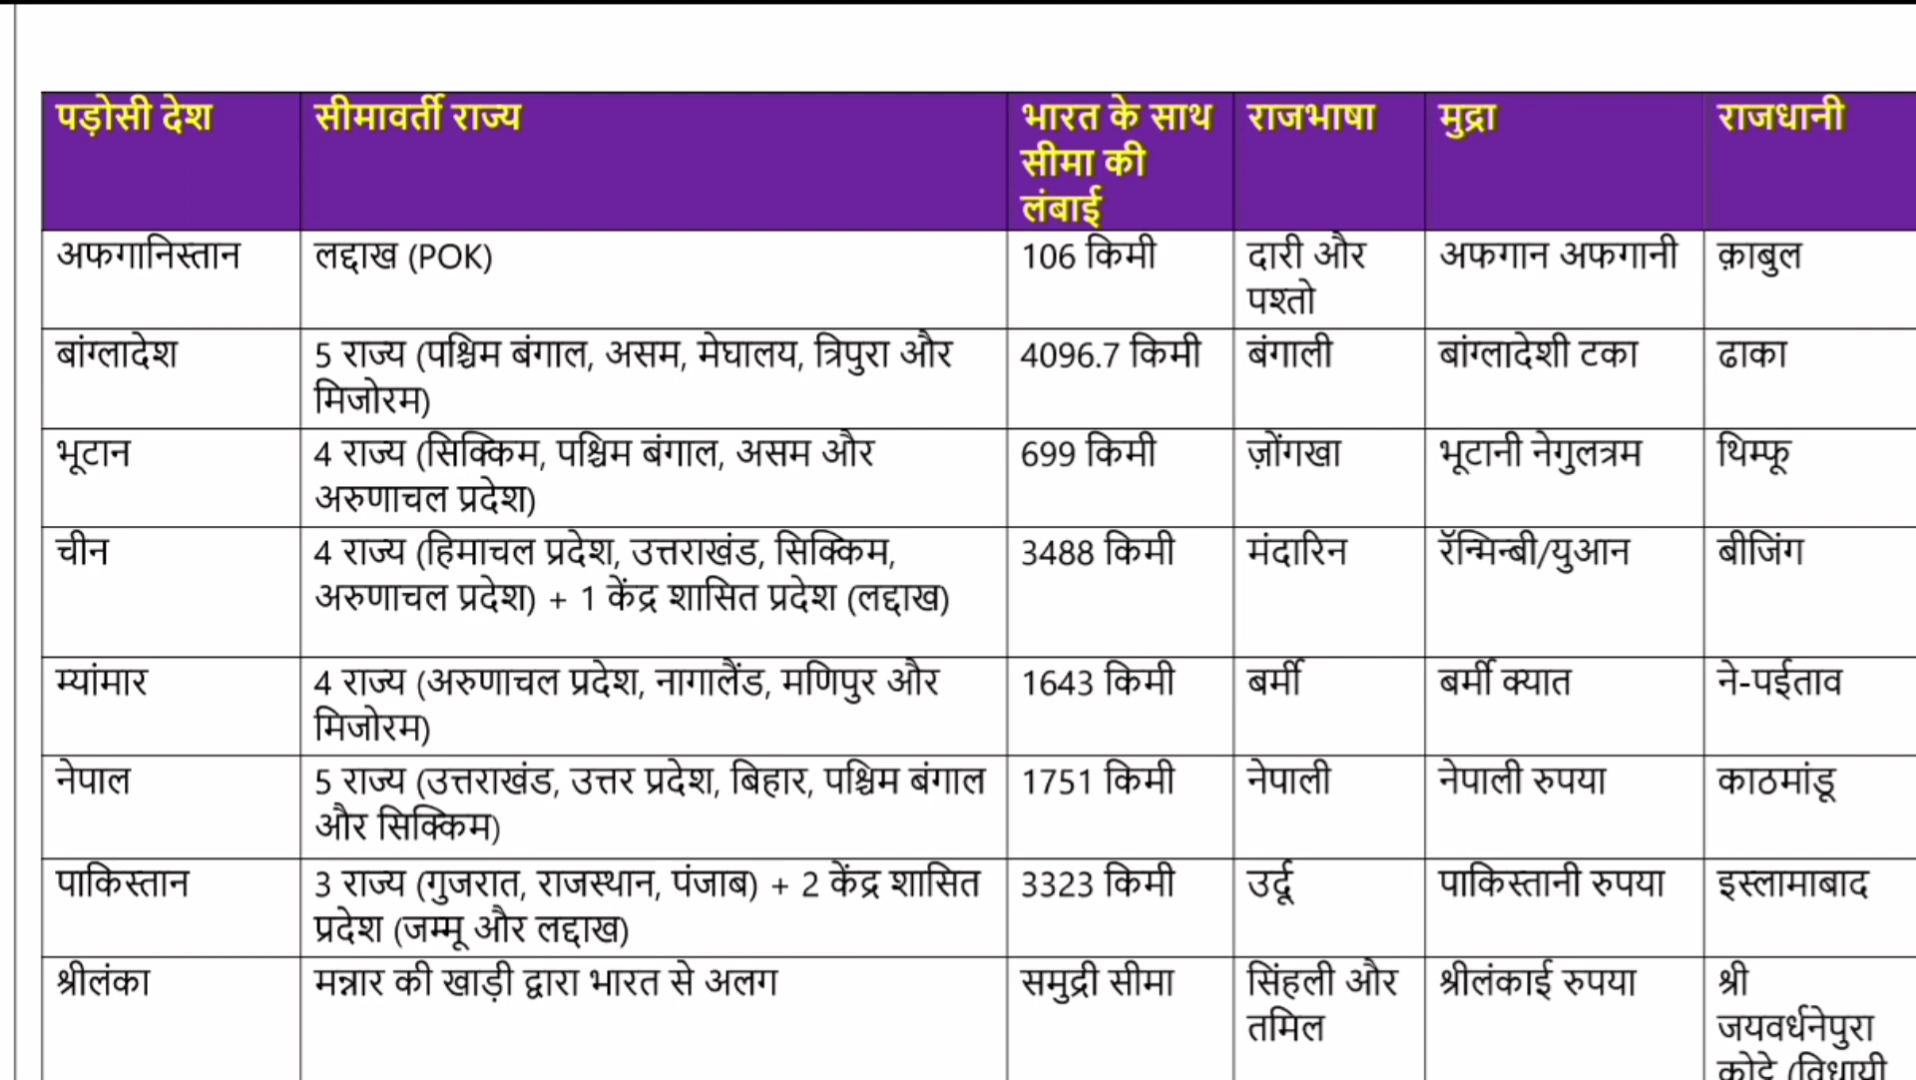 पड़ोसी देश
सीमावर्ती राज्य
भारत के साथ
सीमा की
लंबाई
राजभाषा
मुद्रा
राजधानी
अफगानिस्तान
लद्दाख (POK)
106 किमी
दारी और
पश्तो
अफगान अफगानी
क़ाबुल
बांग्लादेश
5 राज्य (पश्चिम बंगाल, असम, मेघालय, त्रिपुरा और
मिजोरम)
4096.7 किमी
बंगाली
बांग्लादेशी टका
ढाका
भूटान
4 राज्य (सिक्किम, पश्चिम बंगाल, असम और
अरुणाचल प्रदेश)
699 किमी
ज़ोंगखा
भूटानी नेगुलत्रम
थिम्फू
चीन
4 राज्य (हिमाचल प्रदेश, उत्तराखंड, सिक्किम,
अरुणाचल प्रदेश) + 1 केंद्र शासित प्रदेश (लद्दाख)
3488 किमी
मंदारिन
रॅन्मिन्बी/युआन
बीजिंग
म्यांमार
4 राज्य (अरुणाचल प्रदेश, नागालैंड, मणिपुर और
मिजोरम)
1643 किमी
बर्मी
बर्मी क्यात
ने-पईताव
नेपाल
5 राज्य (उत्तराखंड, उत्तर प्रदेश, बिहार, पश्चिम बंगाल
और सिक्किम)
1751 किमी
नेपाली
नेपाली रुपया
काठमांडू
पाकिस्तान
3 राज्य (गुजरात, राजस्थान, पंजाब) + 2 केंद्र शासित
प्रदेश (जम्मू और लद्दाख)
3323 किमी
उर्दू
पाकिस्तानी रुपया
इस्लामाबाद
श्रीलंका
मन्नार की खाड़ी द्वारा भारत से अलग
समुद्री सीमा
सिंहली और
तमिल
श्रीलंकाई रुपया
श्री
जयवर्धनेपुरा
कोटे (विधायी